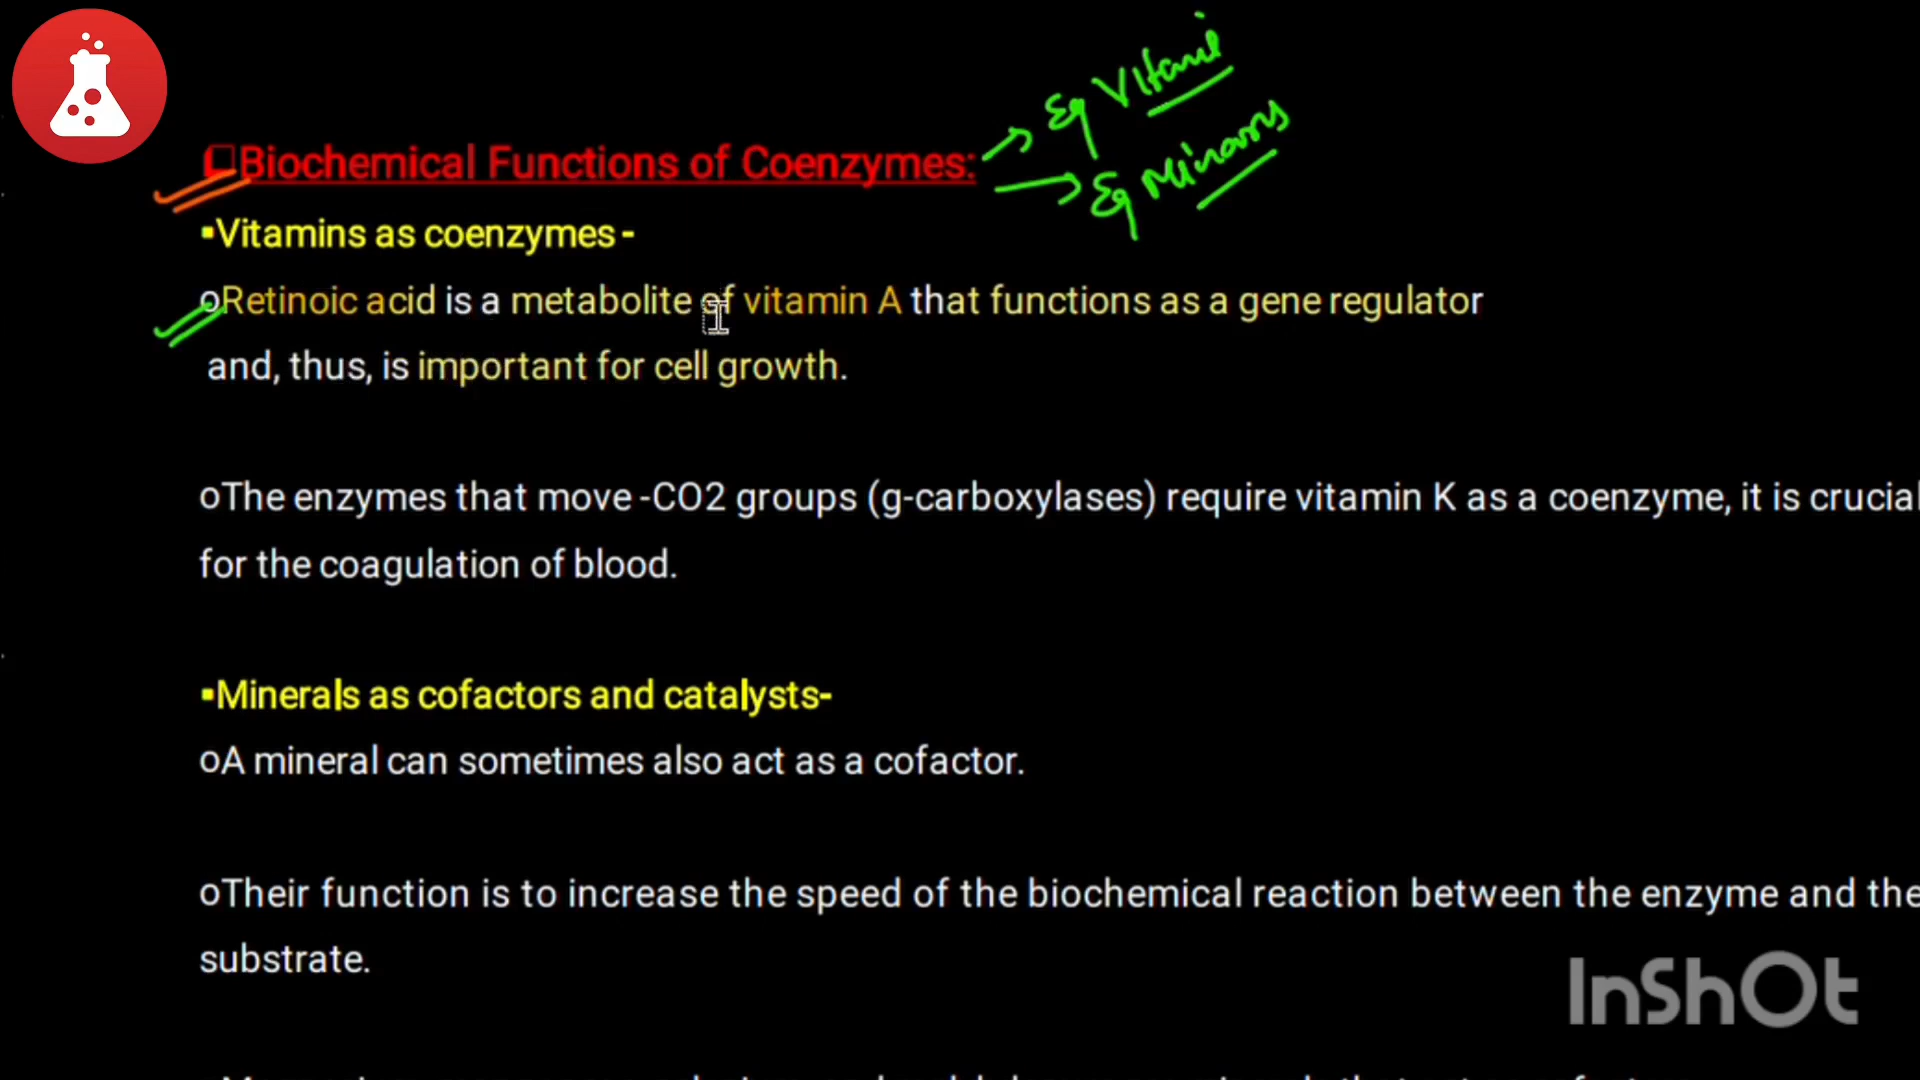 Eg Vitami
❑Biochemical Functions of Coenzymes:
Eg
▪Vitamins as coenzymes -
oRetinoic acid is a metabolite of vitamin A that functions as a gene regulator
and, thus, is important for cell growth.
oThe enzymes that move -CO2 groups (g-carboxylases) require vitamin K as a coenzyme, it is crucial
for the coagulation of blood.
▪Minerals as cofactors and catalysts-
oA mineral can sometimes also act as a cofactor.
oTheir function is to increase the speed of the biochemical reaction between the enzyme and the
substrate.
InShOt